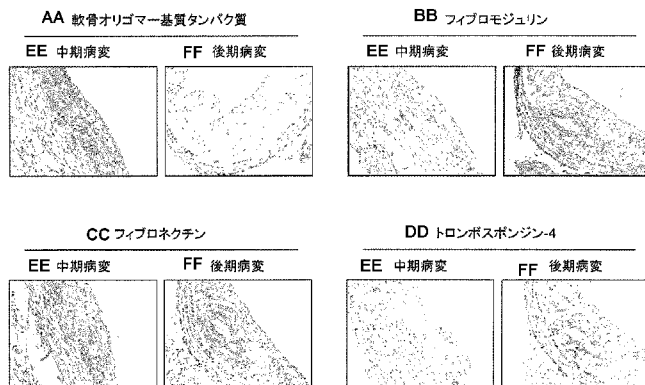 AA 軟骨オリゴマー基質タンパク質
EE 中期病変 FF 後期病変
BB フィブロモジュリン
EE 中期病変 FF 後期病変
CC フィブロネクチン
EE 中期病変 FF 後期病変
DD トロンボスポンジン-4
EE 中期病変 FF 後期病変